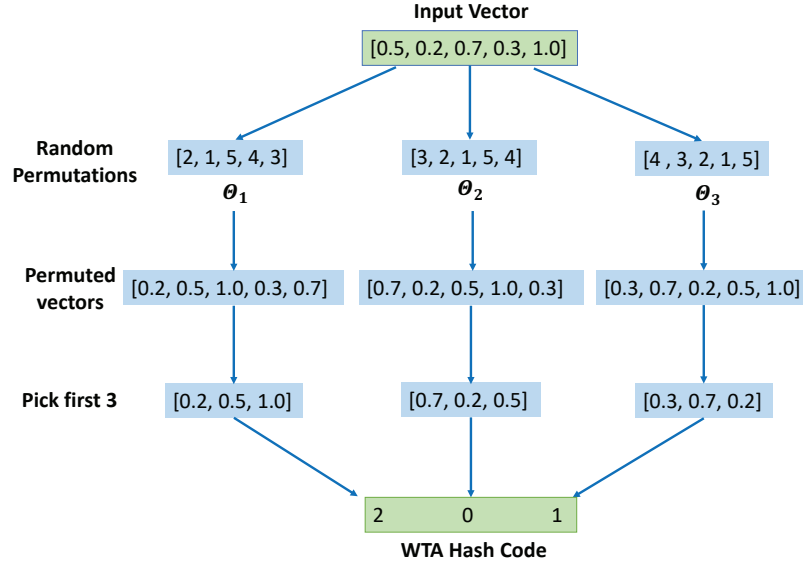 Input Vector
[0.5, 0.2, 0.7, 0.3, 1.0]
Random
Permutations
[2, 1, 5, 4, 3]
[3, 2, 1, 5, 4]
[4 , 3, 2, 1, 5]
Θ1
Θ2
Θ3
Permuted
vectors
[0.2, 0.5, 1.0, 0.3, 0.7]
[0.7, 0.2, 0.5, 1.0, 0.3]
[0.3, 0.7, 0.2, 0.5, 1.0]
Pick first 3
[0.2, 0.5, 1.0]
[0.7, 0.2, 0.5]
[0.3, 0.7, 0.2]
2 0 1
WTA Hash Code